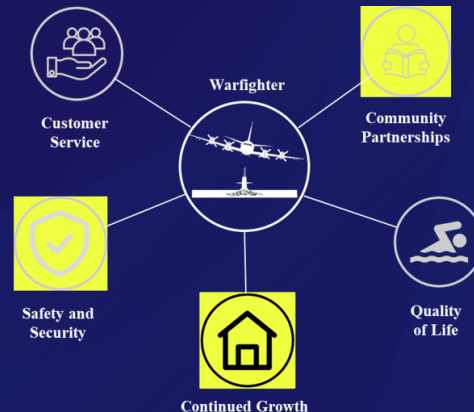 Warfighter
Customer
Service
Community
Partnerships
Safety and
Security
Quality
of Life
Continued Growth